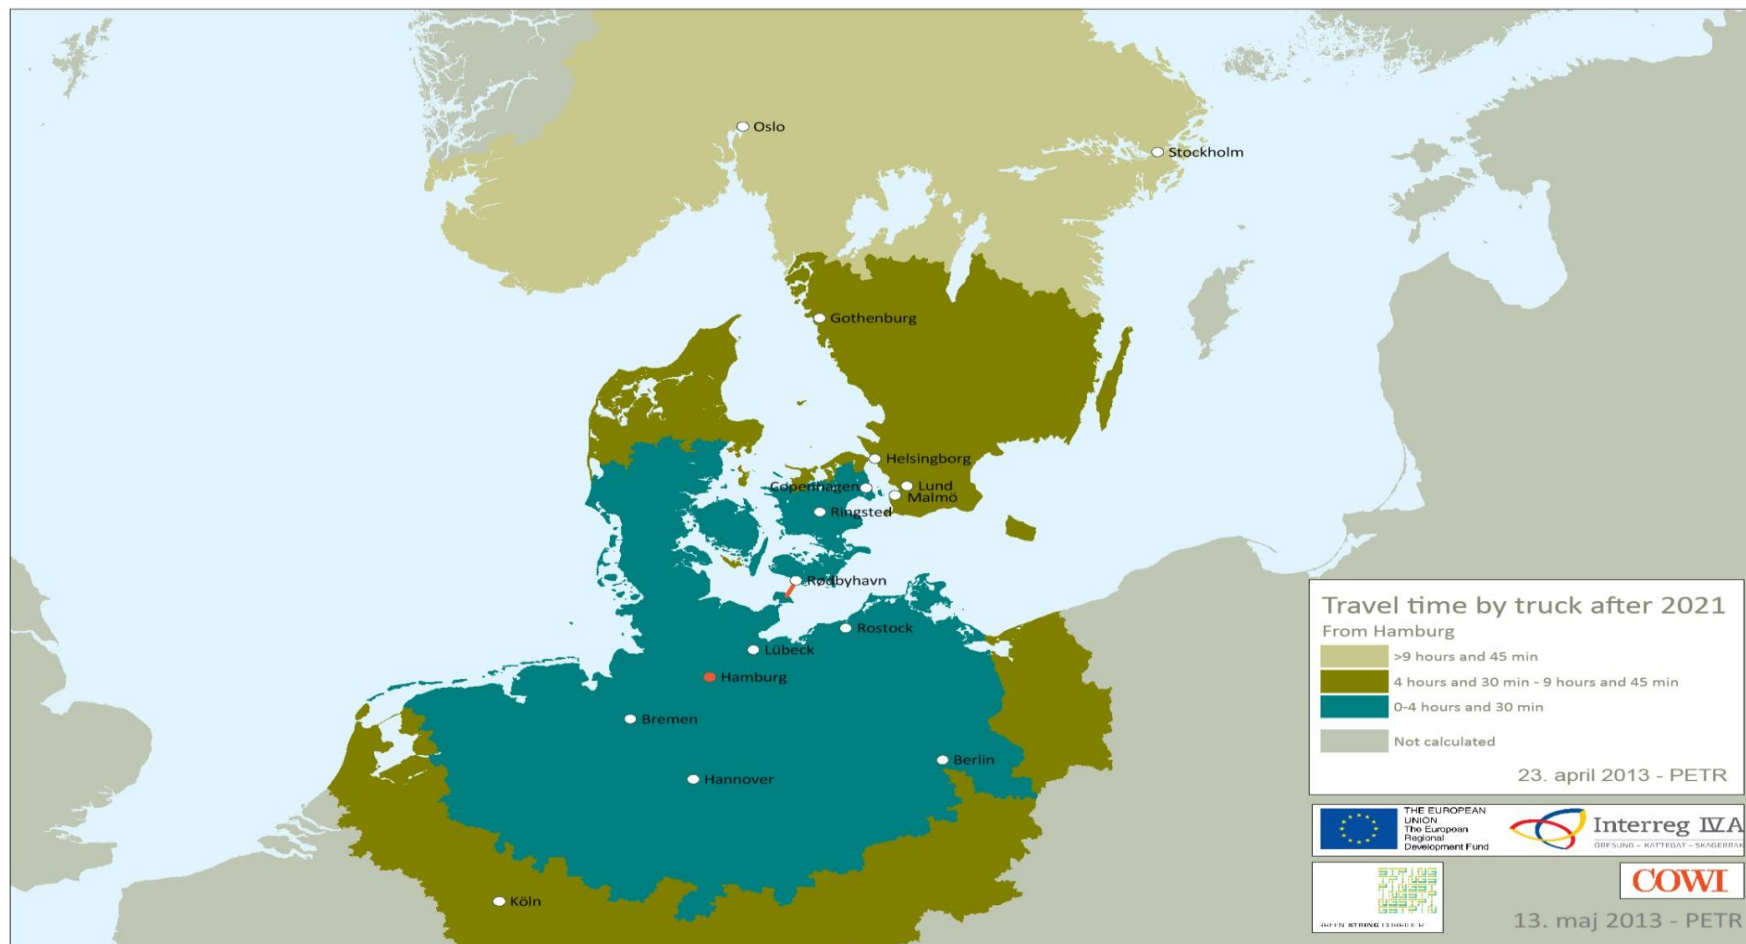 Oslo
Stockholm
Gothenburg
Helsingborg
Copenhagen
Lund
Malmö
Ringsted
Rødbyhavn
Rostock
Lübeck
Hamburg
Bremen
Berlin
Hannover
Köln
Travel time by truck after 2021
From Hamburg
>9 hours and 45 min
4 hours and 30 min - 9 hours and 45 min
0-4 hours and 30 min
Not calculated
23. april 2013 - PETR
THE EUROPEAN
UNION
The European
Regional
Development Fund
Interreg IVA
ÖRESUND – KATTEGAT – SKAGERRAK
GREEN STRING CORRIDOR
COWI
13. maj 2013 - PETR